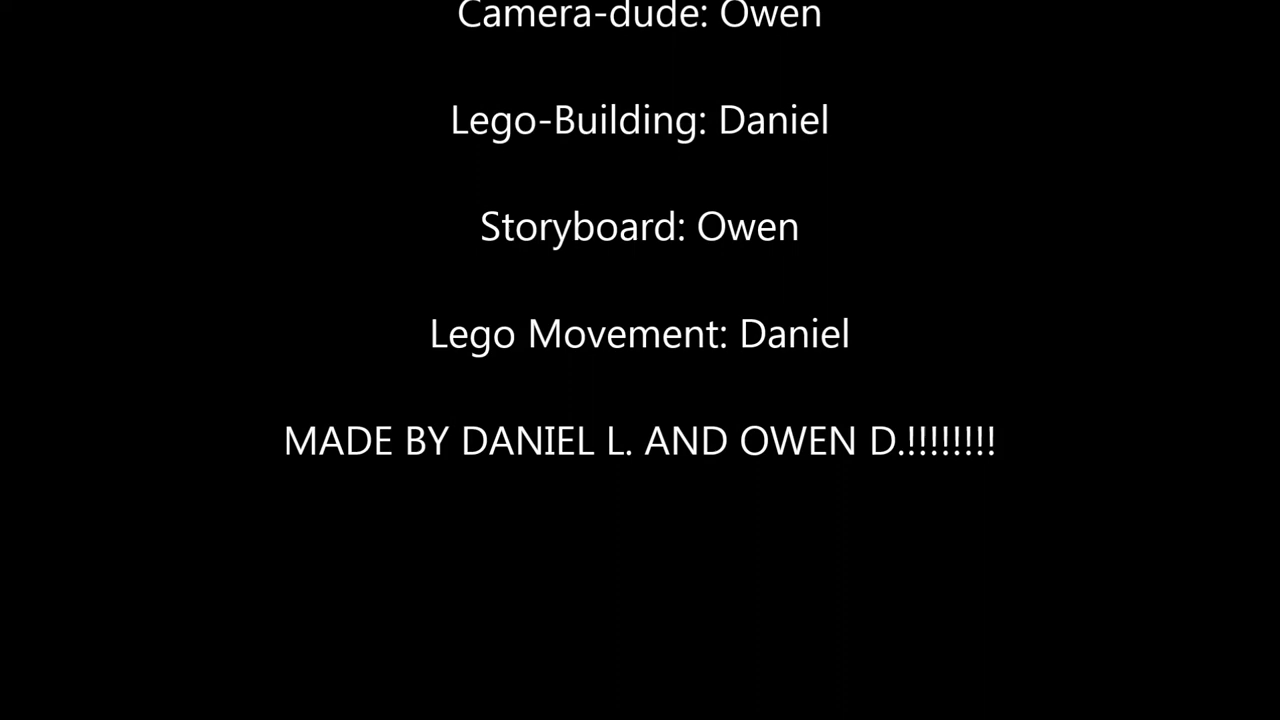 Camera-dude: Owen
Lego-Building: Daniel
Storyboard: Owen
Lego Movement: Daniel
MADE BY DANIEL L. AND OWEN D.!!!!!!!!